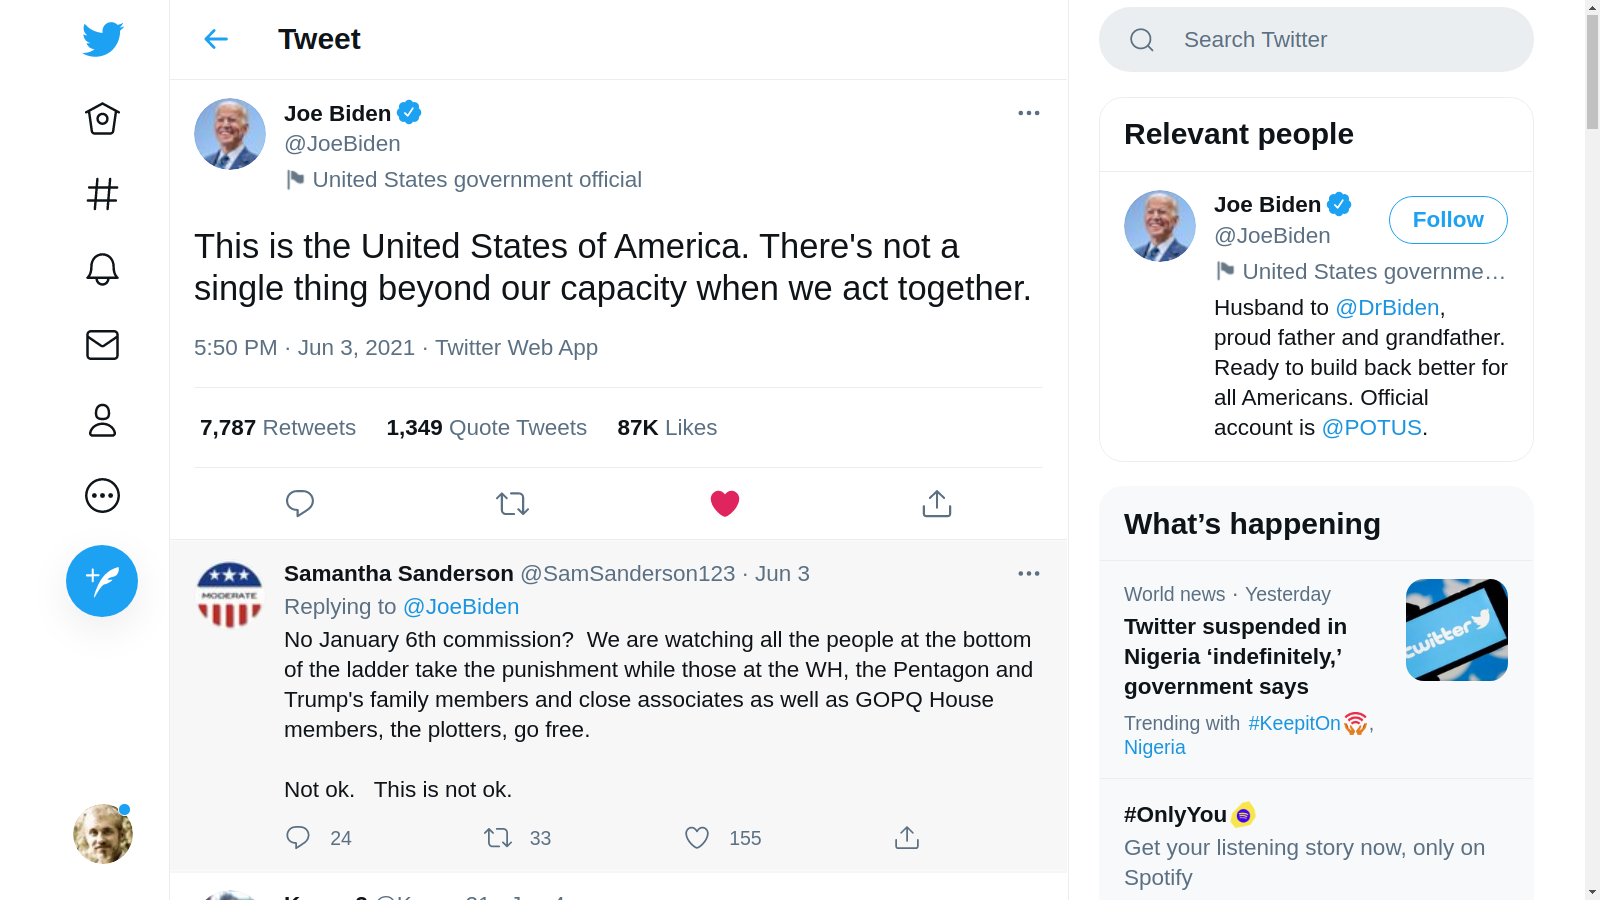 Tweet
Joe Biden
@JoeBiden
United States government official
This is the United States of America. There's not a
single thing beyond our capacity when we act together.
5:50 PM · Jun 3, 2021 · Twitter Web App
7,787 Retweets 1,349 Quote Tweets 87K Likes
Samantha Sanderson @SamSanderson123 · Jun 3
MODERATE
Replying to @JoeBiden
No January 6th commission?  We are watching all the people at the bottom
of the ladder take the punishment while those at the WH, the Pentagon and
Trump's family members and close associates as well as GOPQ House
members, the plotters, go free.
Not ok.   This is not ok.
24 33 155
Search Twitter
Relevant people
Joe Biden
@JoeBiden
Follow
United States governme…
Husband to @DrBiden,
proud father and grandfather.
Ready to build back better for
all Americans. Official
account is @POTUS.
What’s happening
World news · Yesterday
Twitter suspended in
Nigeria ‘indefinitely,’
government says
twitter
Trending with #KeepitOn,
Nigeria
#OnlyYou
Get your listening story now, only on
Spotify